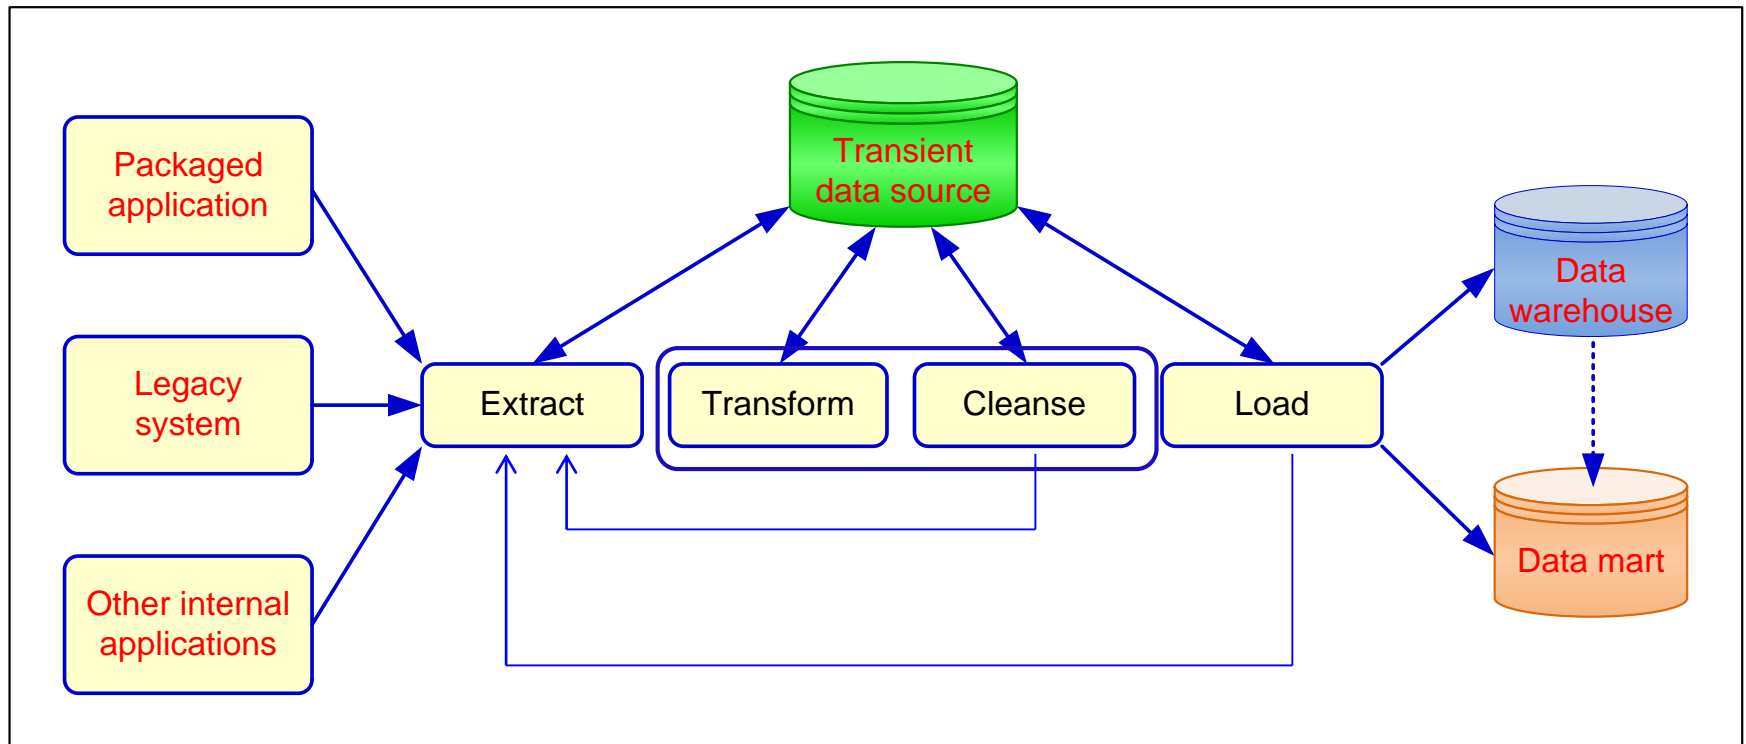 Packaged
application
Legacy
system
Other internal
applications
Transient
data source
Extract
Transform
Cleanse
Load
Data
warehouse
Data mart